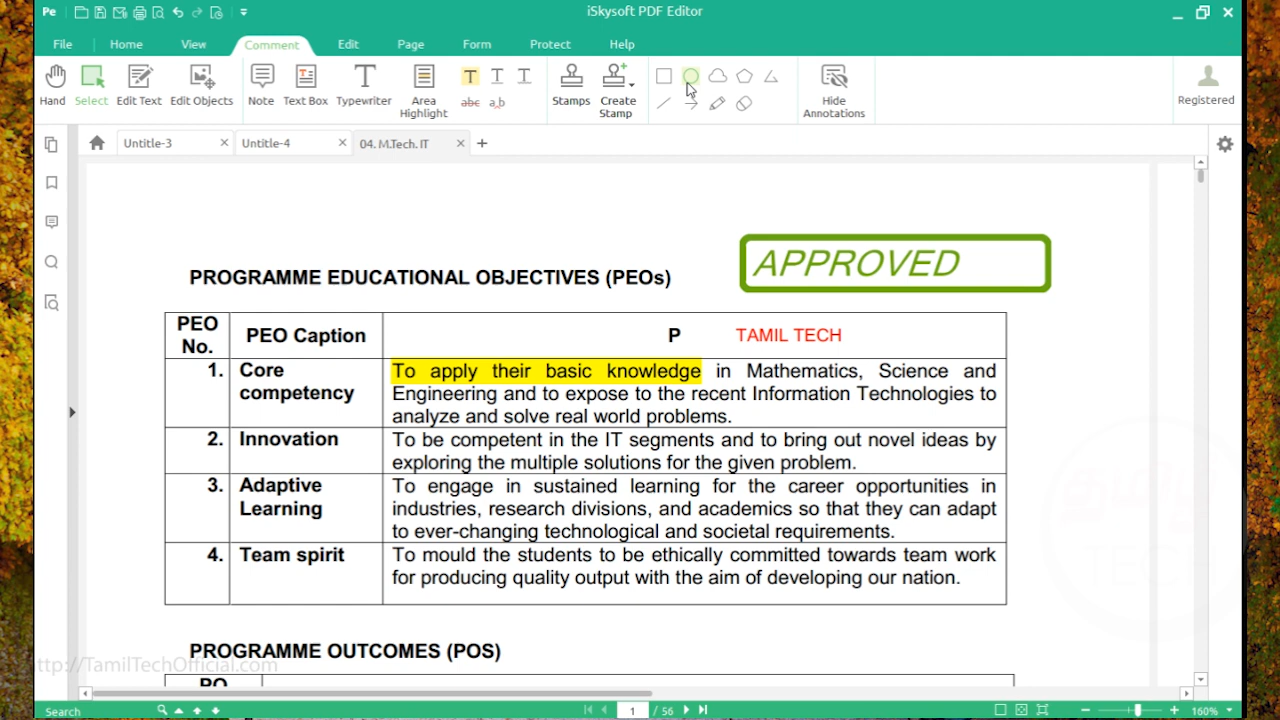 Pe
iSkysoft PDF Editor
File Home View Comment Edit Page Form Protect Help
Hand Select Edit Text Edit Objects Note Text Box Typewriter Area Highlight T T T abc a,b Stamps Create Stamp Hide Annotations Registered
Untitle-3 Untitle-4 04. M.Tech. IT
PROGRAMME EDUCATIONAL OBJECTIVES (PEOs)
APPROVED
PEO No. PEO Caption P TAMIL TECH
1. Core competency
To apply their basic knowledge in Mathematics, Science and
Engineering and to expose to the recent Information Technologies to
analyze and solve real world problems.
2. Innovation
To be competent in the IT segments and to bring out novel ideas by
exploring the multiple solutions for the given problem.
3. Adaptive Learning
To engage in sustained learning for the career opportunities in
industries, research divisions, and academics so that they can adapt
to ever-changing technological and societal requirements.
4. Team spirit
To mould the students to be ethically committed towards team work
for producing quality output with the aim of developing our nation.
PROGRAMME OUTCOMES (POS)
http://TamilTechOfficial.com
PO
TECH
Search 1 / 56 160%